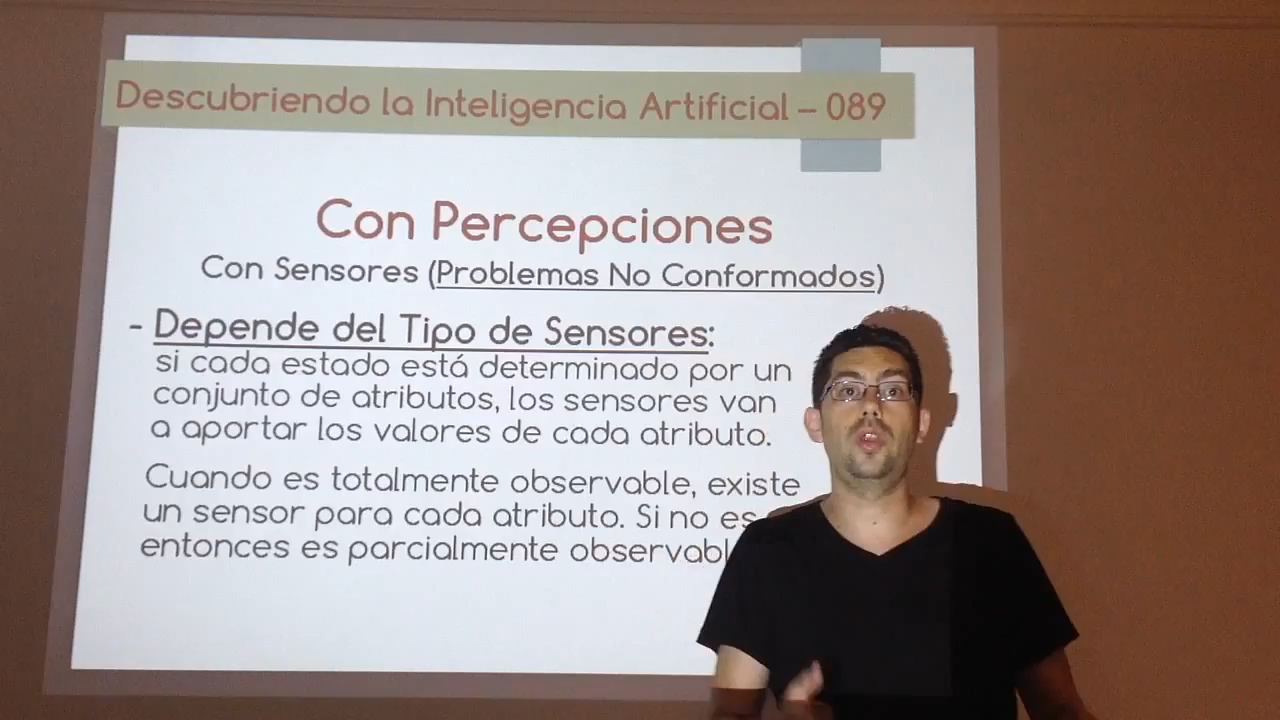 Descubriendo la Inteligencia Artificial – 089
Con Percepciones
Con Sensores (Problemas No Conformados)
- Depende del Tipo de Sensores:
si cada estado está determinado por un
conjunto de atributos, los sensores van
a aportar los valores de cada atributo.
Cuando es totalmente observable, existe
un sensor para cada atributo. Si no es
entonces es parcialmente